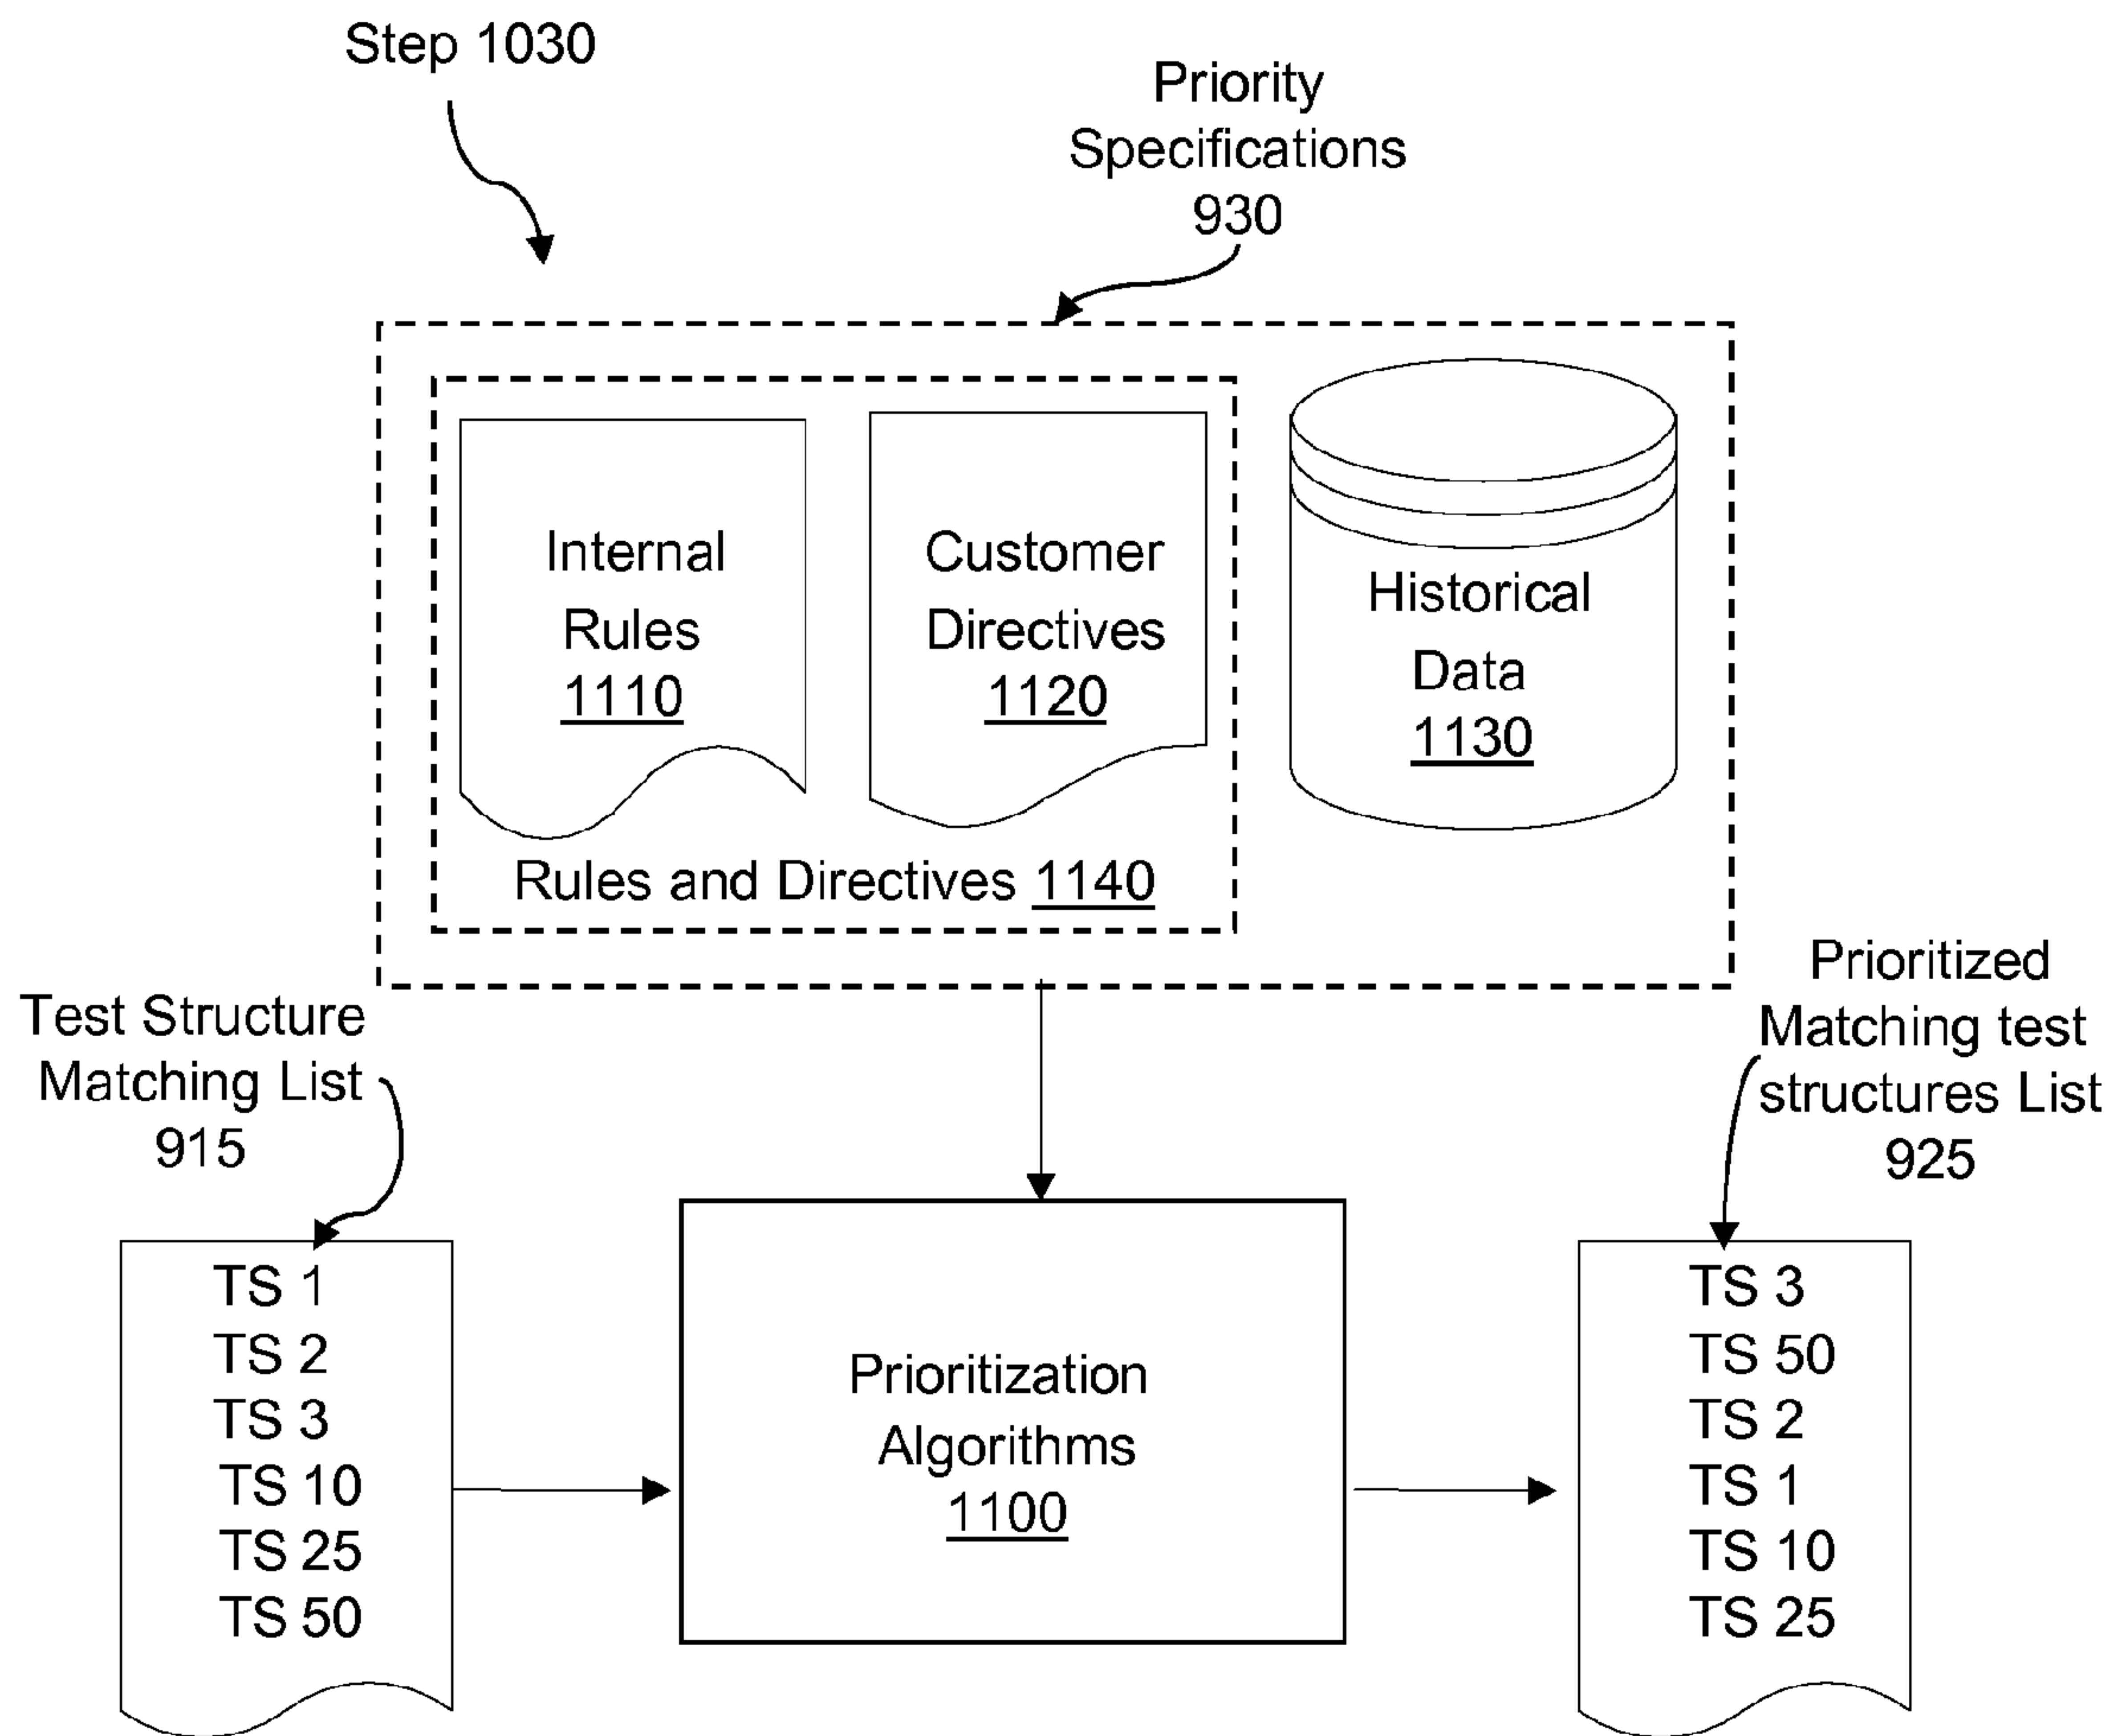 Step 1030
Priority
Specifications
930
Internal
Rules
1110
Customer
Directives
1120
Historical
Data
1130
Rules and Directives 1140
Test Structure
Matching List
915
Prioritized
Matching test
structures List
925
TS 1
TS 2
TS 3
TS 10
TS 25
TS 50
Prioritization
Algorithms
1100
TS 3
TS 50
TS 2
TS 1
TS 10
TS 25